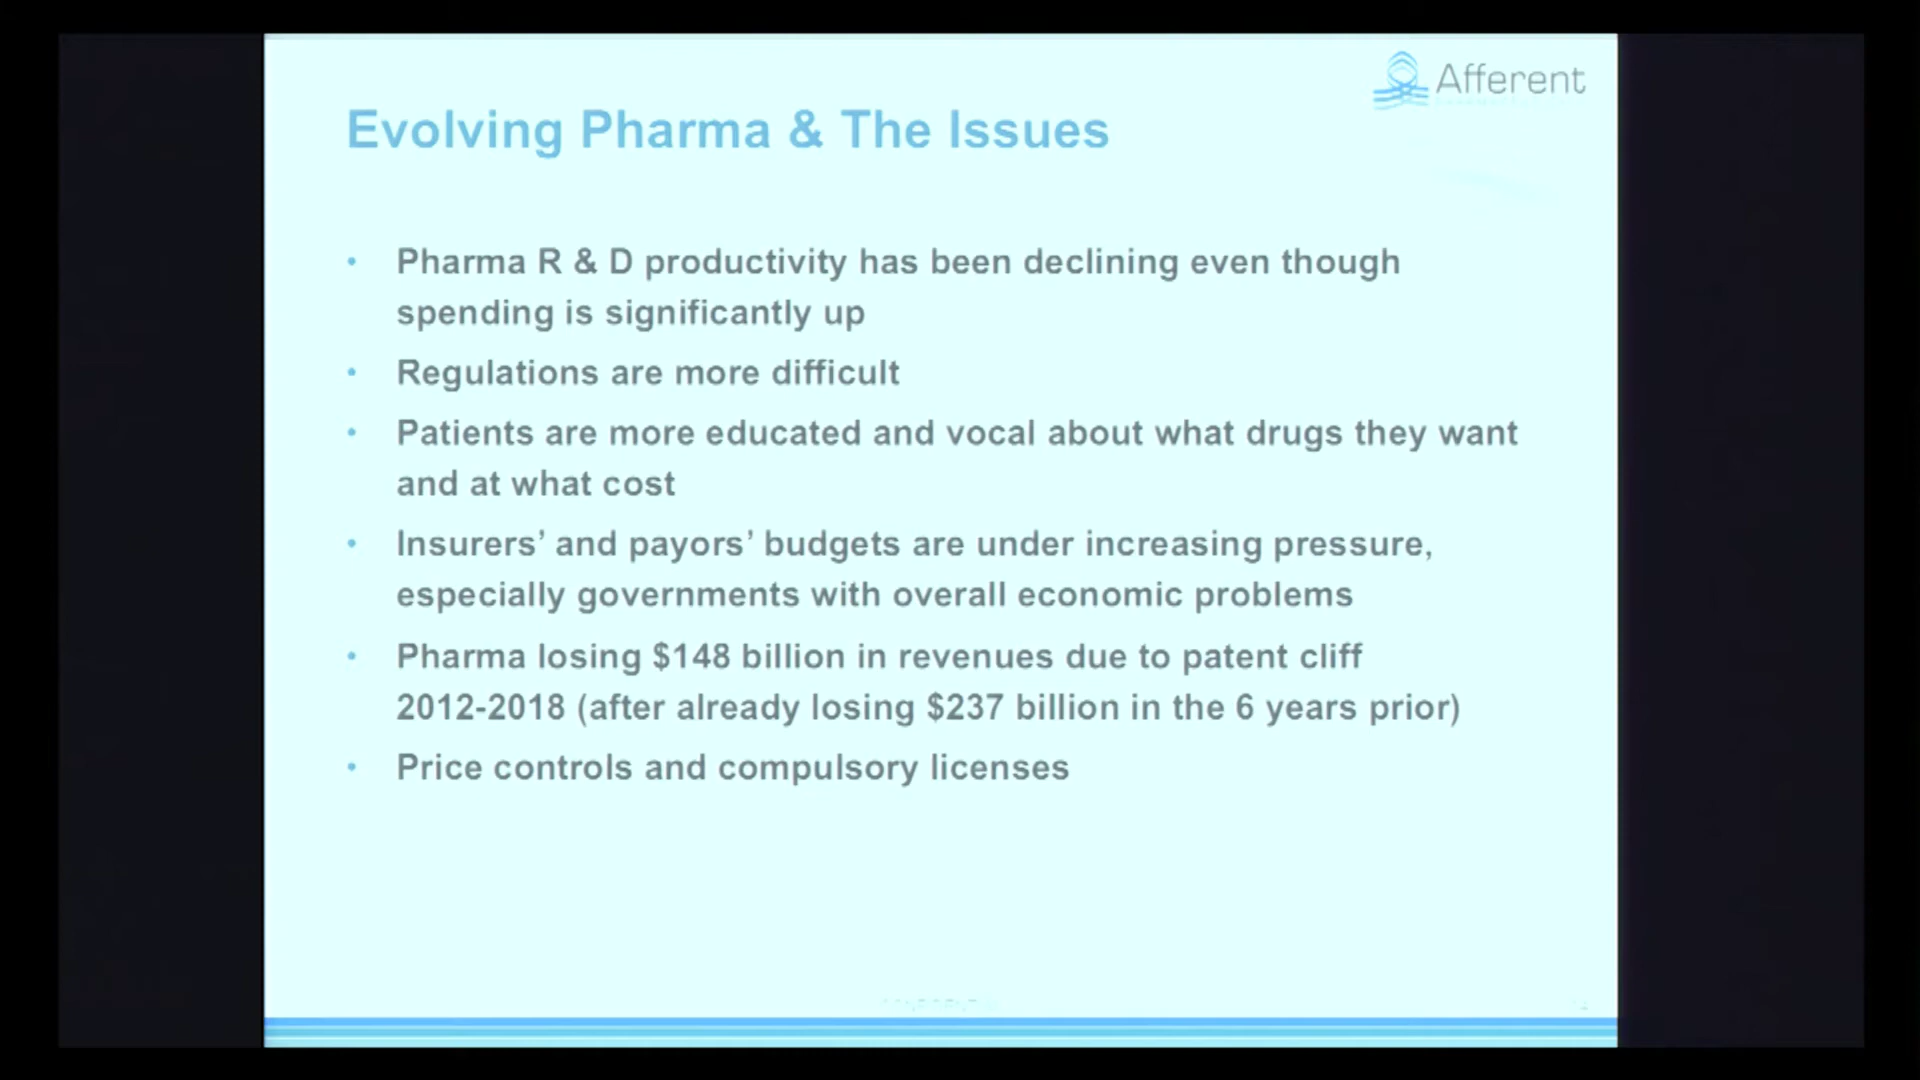 Afferent
Evolving Pharma & The Issues
• Pharma R & D productivity has been declining even though
spending is significantly up
• Regulations are more difficult
• Patients are more educated and vocal about what drugs they want
and at what cost
• Insurers’ and payors’ budgets are under increasing pressure,
especially governments with overall economic problems
• Pharma losing $148 billion in revenues due to patent cliff
2012-2018 (after already losing $237 billion in the 6 years prior)
• Price controls and compulsory licenses